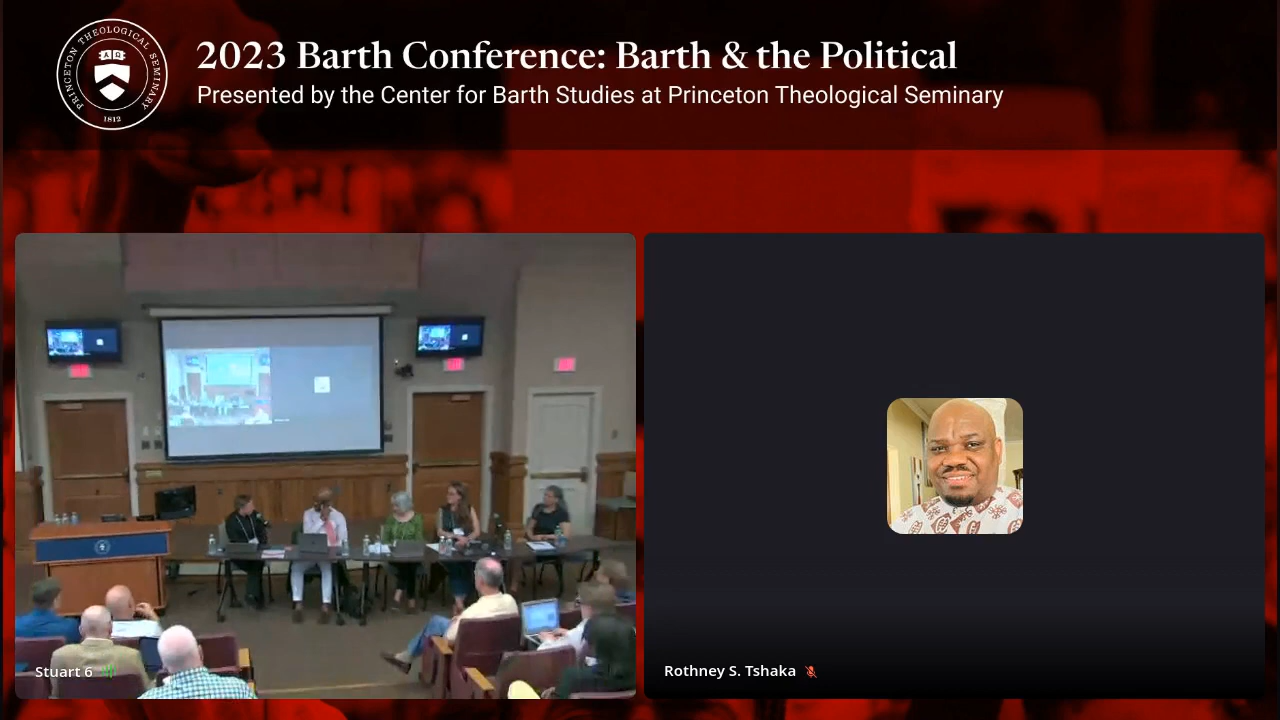 PRINCETON THEOLOGICAL SEMINARY
1812
2023 Barth Conference: Barth & the Political
Presented by the Center for Barth Studies at Princeton Theological Seminary
Stuart 6
Rothney S. Tshaka